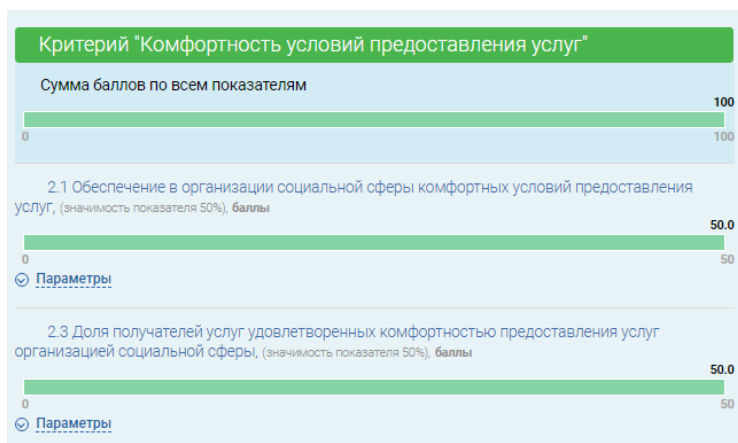 Критерий "Комфортность условий предоставления услуг"
Сумма баллов по всем показателям
100
0 100
2.1 Обеспечение в организации социальной сферы комфортных условий предоставления
услуг, (значимость показателя 50%), баллы
50.0
0 50
Параметры
2.3 Доля получателей услуг удовлетворенных комфортностью предоставления услуг
организацией социальной сферы, (значимость показателя 50%), баллы
50.0
0 50
Параметры